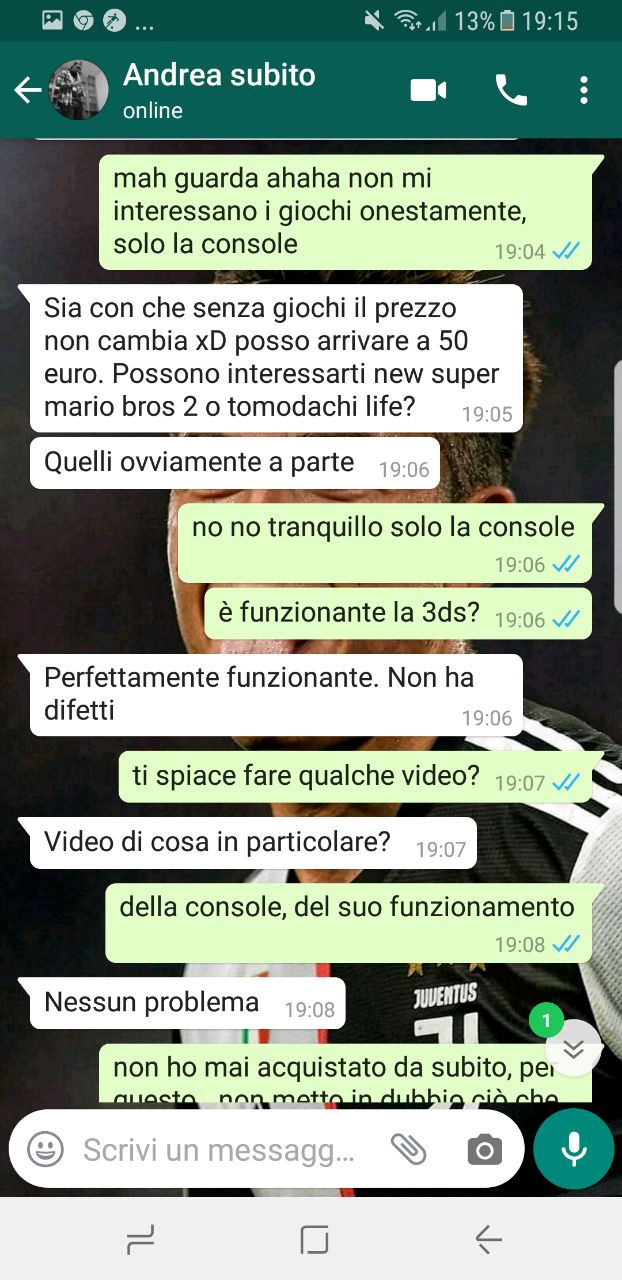 ... 13% 19:15
Andrea subito
online
mah guarda ahaha non mi
interessano i giochi onestamente,
solo la console
19:04
Sia con che senza giochi il prezzo
non cambia xD posso arrivare a 50
euro. Possono interessarti new super
mario bros 2 o tomodachi life?
19:05
Quelli ovviamente a parte 19:06
no no tranquillo solo la console
19:06
è funzionante la 3ds? 19:06
Perfettamente funzionante. Non ha
difetti
19:06
ti spiace fare qualche video? 19:07
Video di cosa in particolare? 19:07
della console, del suo funzionamento
19:08
Nessun problema 19:08
JUVENTUS
1
non ho mai acquistato da subito, per
questo.. non metto in dubbio ciò che
Scrivi un messagg...